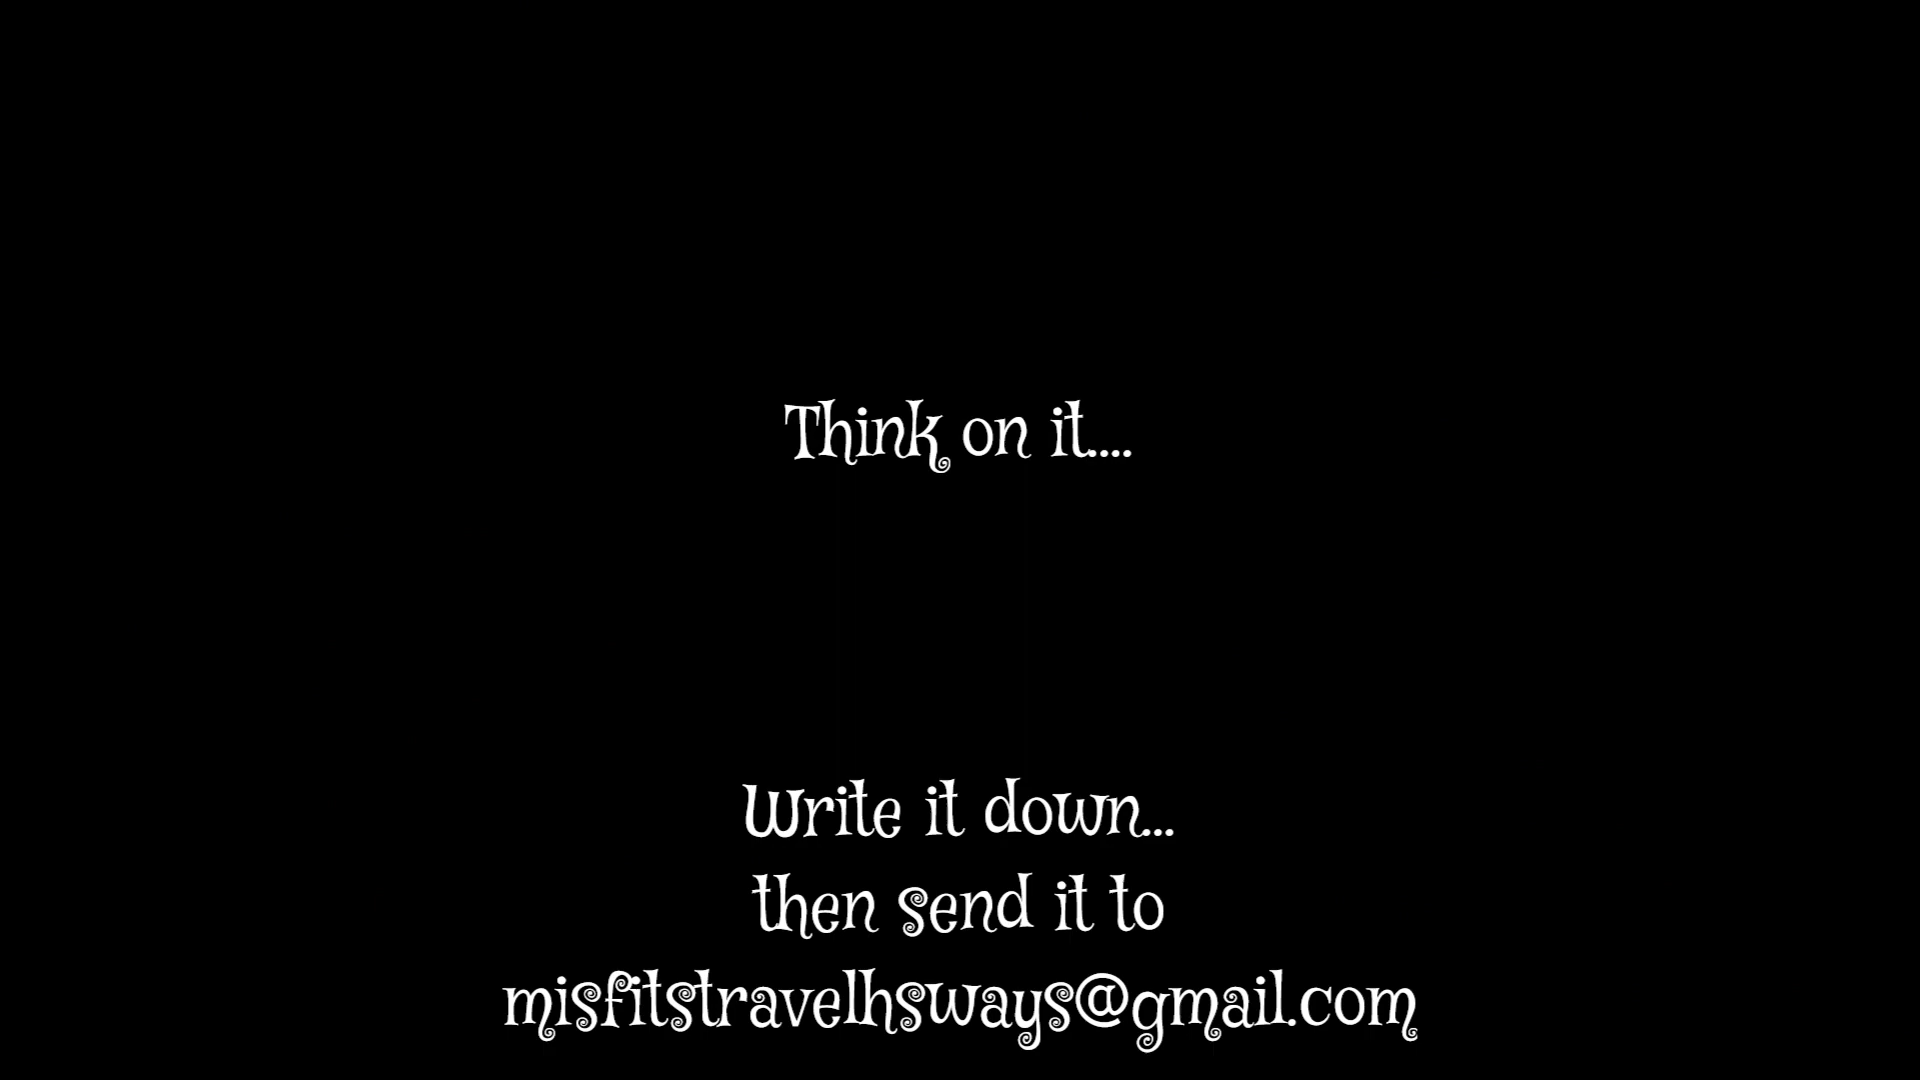 Think on it....
Write it down...
then send it to
misfitstravelhsways@gmail.com